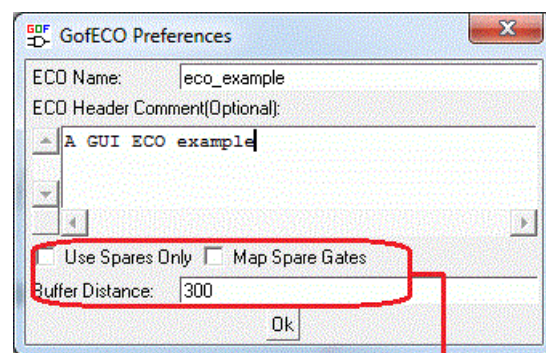 GOF GofECO Preferences
ECO Name: eco_example
ECO Header Comment(Optional):
A GUI ECO example
Use Spares Only Map Spare Gates
Buffer Distance: 300
Ok